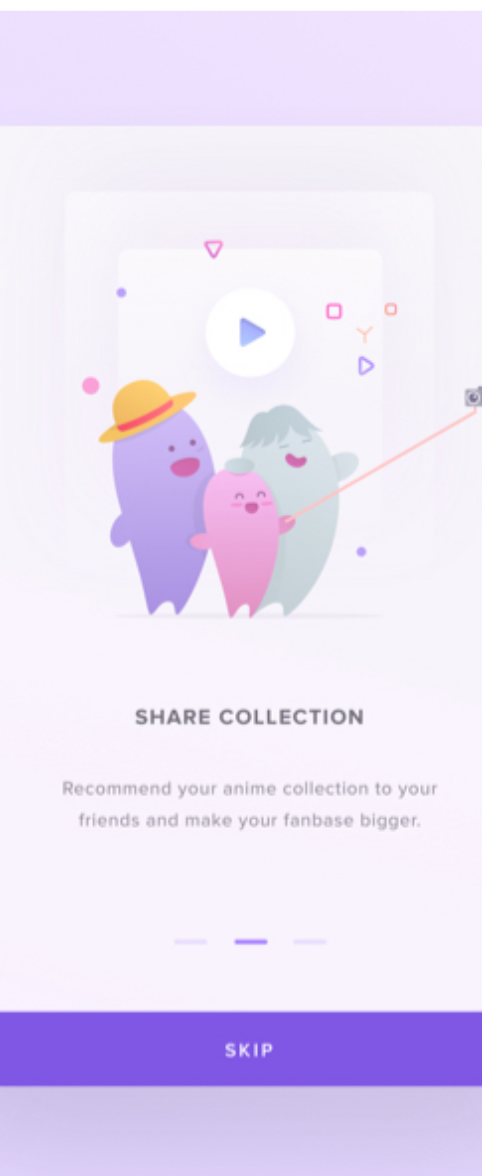 SHARE COLLECTION
Recommend your anime collection to your
friends and make your fanbase bigger.
SKIP